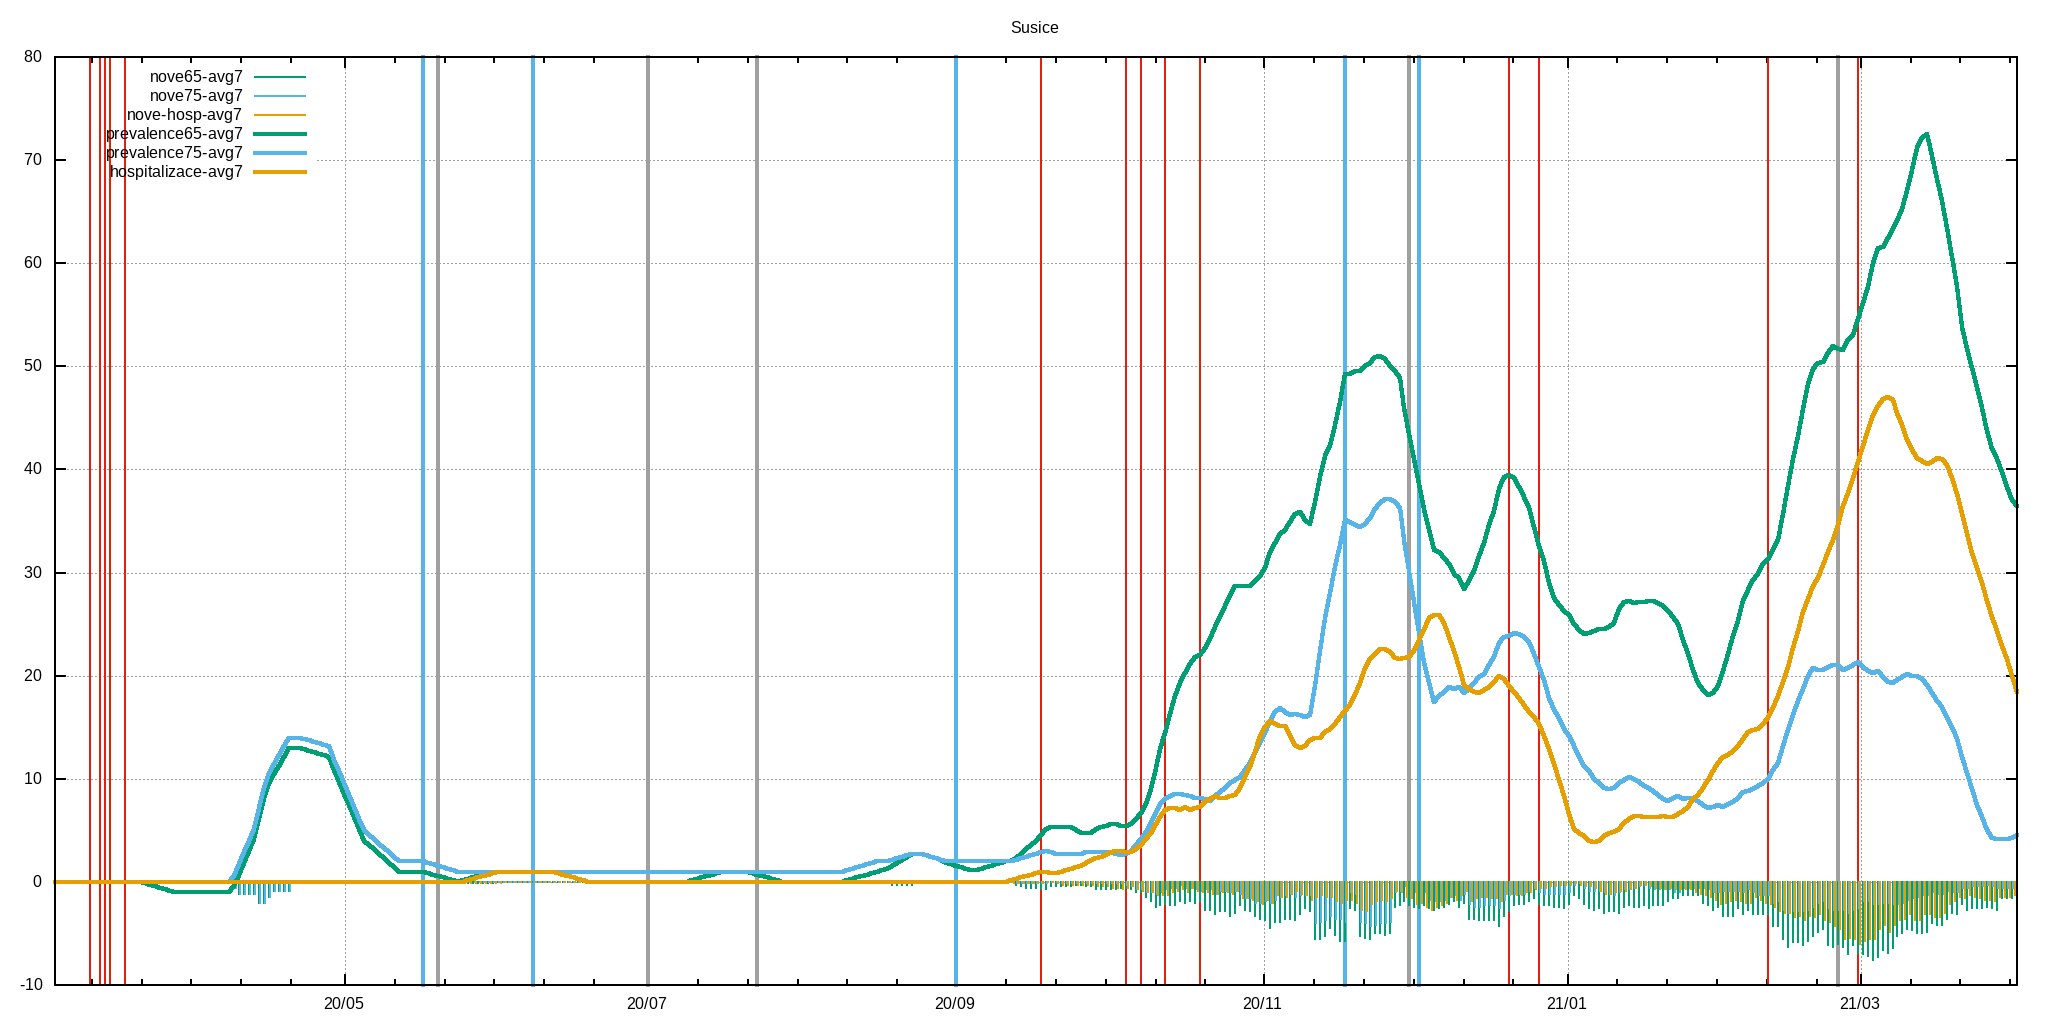 Susice
80
nove65-avg7
nove75-avg7
nove-hosp-avg7
prevalence65-avg7
prevalence75-avg7
hospitalizace-avg7
70
60
50
40
30
20
10
0
-10
20/05
20/07
20/09
20/11
21/01
21/03